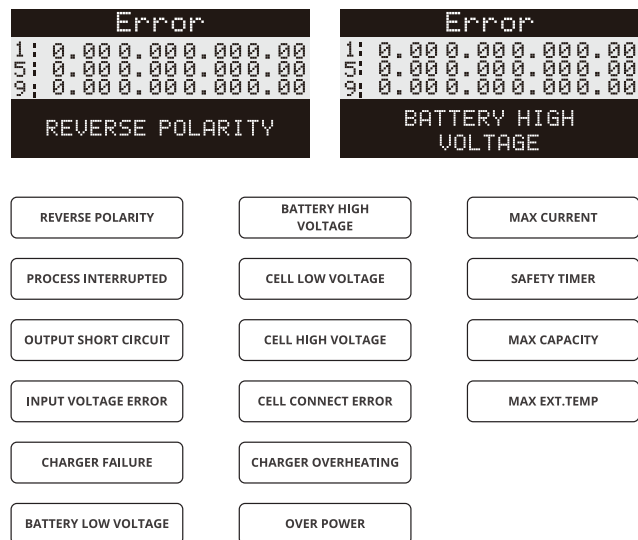 Error
1: 0.00 0.00 0.00 0.00
5: 0.00 0.00 0.00 0.00
9: 0.00 0.00 0.00 0.00
REVERSE POLARITY
Error
1: 0.00 0.00 0.00 0.00
5: 0.00 0.00 0.00 0.00
9: 0.00 0.00 0.00 0.00
BATTERY HIGH
VOLTAGE
REVERSE POLARITY
BATTERY HIGH
VOLTAGE
MAX CURRENT
PROCESS INTERRUPTED
CELL LOW VOLTAGE
SAFETY TIMER
OUTPUT SHORT CIRCUIT
CELL HIGH VOLTAGE
MAX CAPACITY
INPUT VOLTAGE ERROR
CELL CONNECT ERROR
MAX EXT.TEMP
CHARGER FAILURE
CHARGER OVERHEATING
BATTERY LOW VOLTAGE
OVER POWER